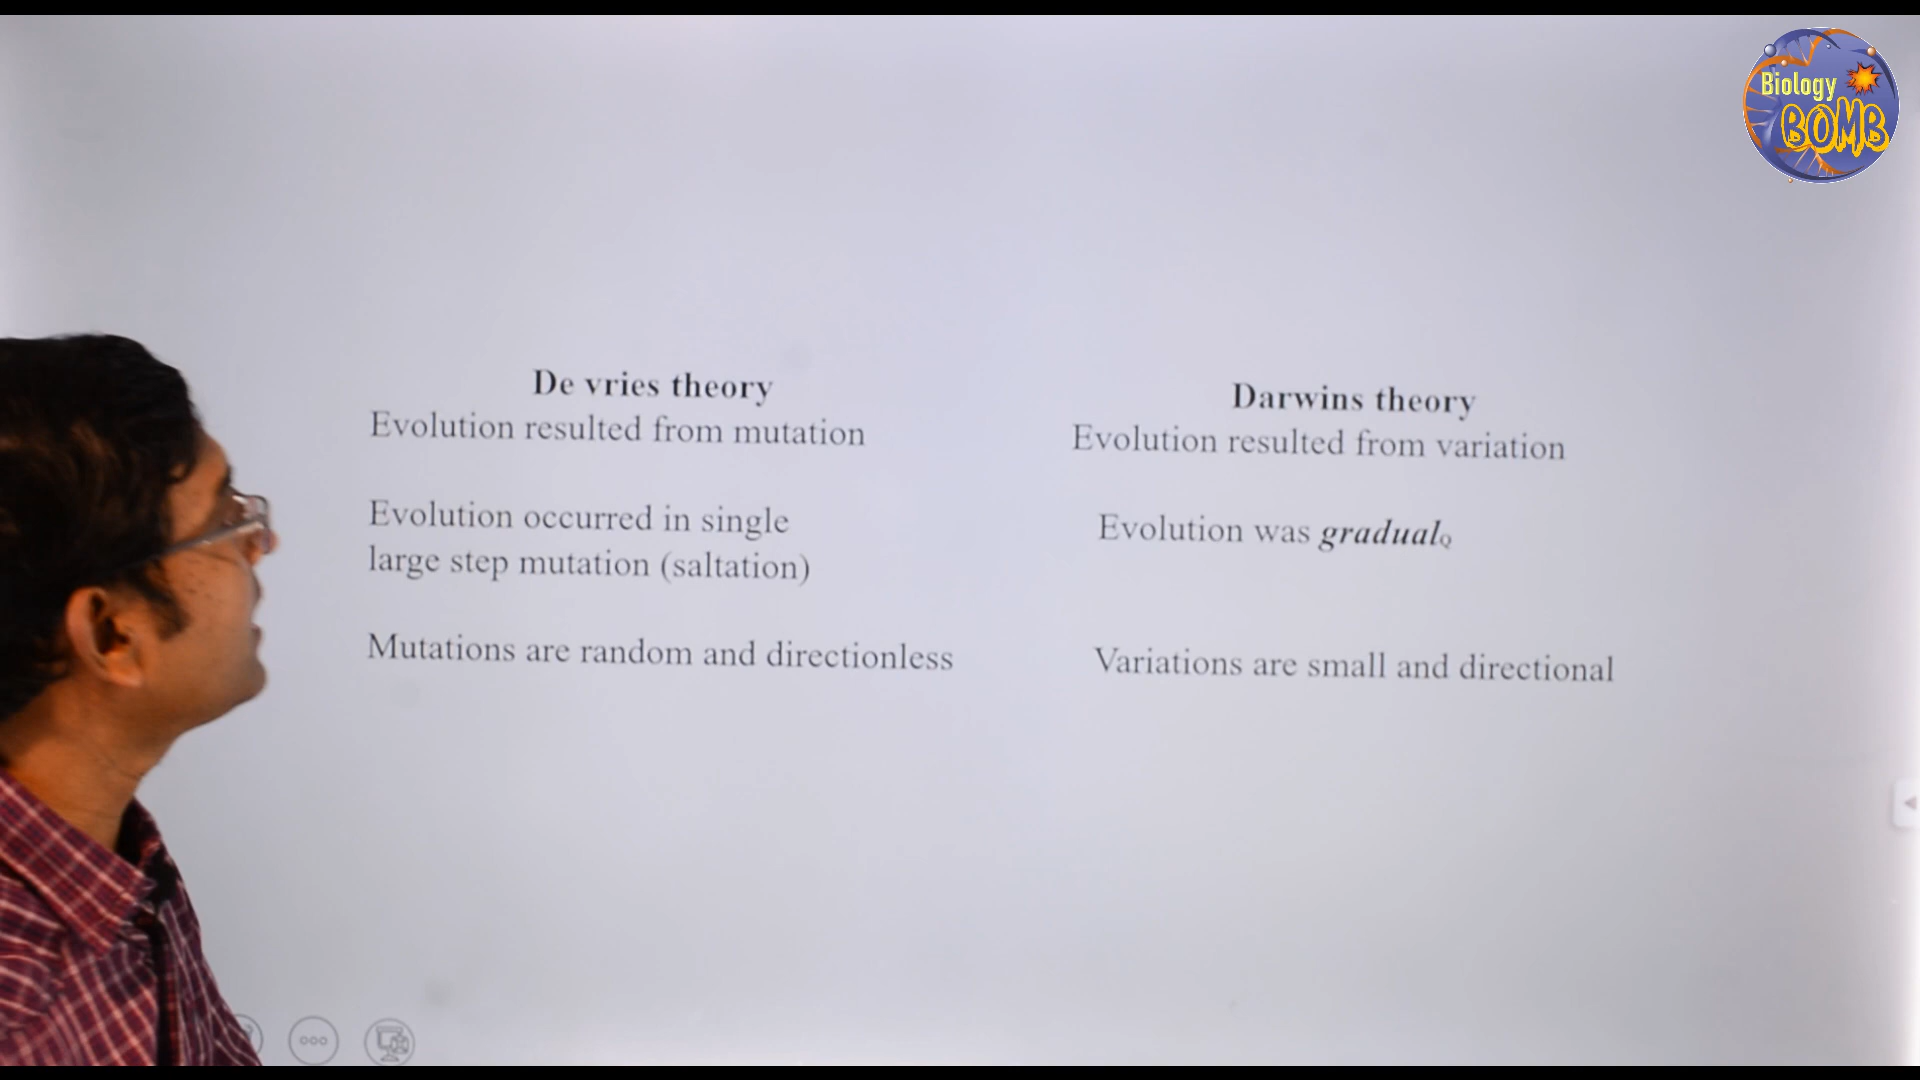 Biology
BOMB
De vries theory
Evolution resulted from mutation
Evolution occurred in single
large step mutation (saltation)
Mutations are random and directionless
Darwins theory
Evolution resulted from variation
Evolution was gradualQ
Variations are small and directional